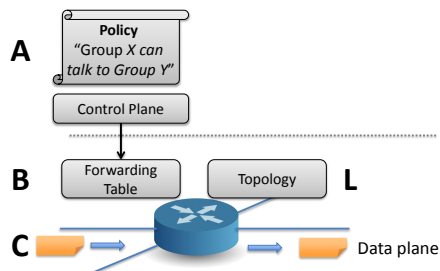 A
Policy
“Group X can
talk to Group Y”
Control Plane
B
Forwarding
Table
Topology
L
C
Data plane